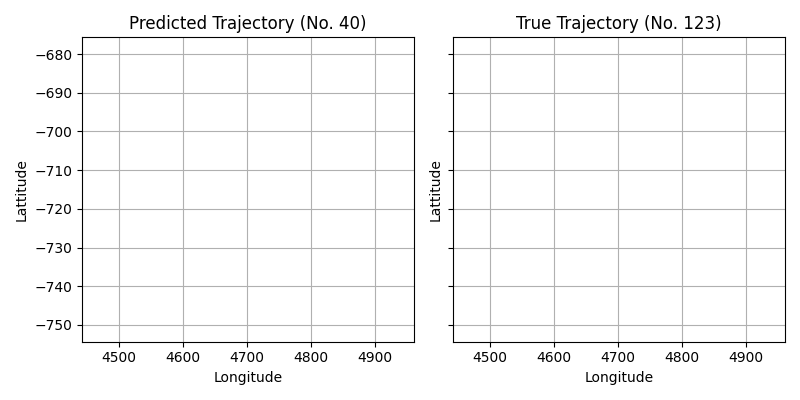 Predicted Trajectory (No. 40)
True Trajectory (No. 123)
−680
−690
−700
−710
−720
−730
−740
−750
Lattitude
Lattitude
4500 4600 4700 4800 4900
4500 4600 4700 4800 4900
Longitude
Longitude